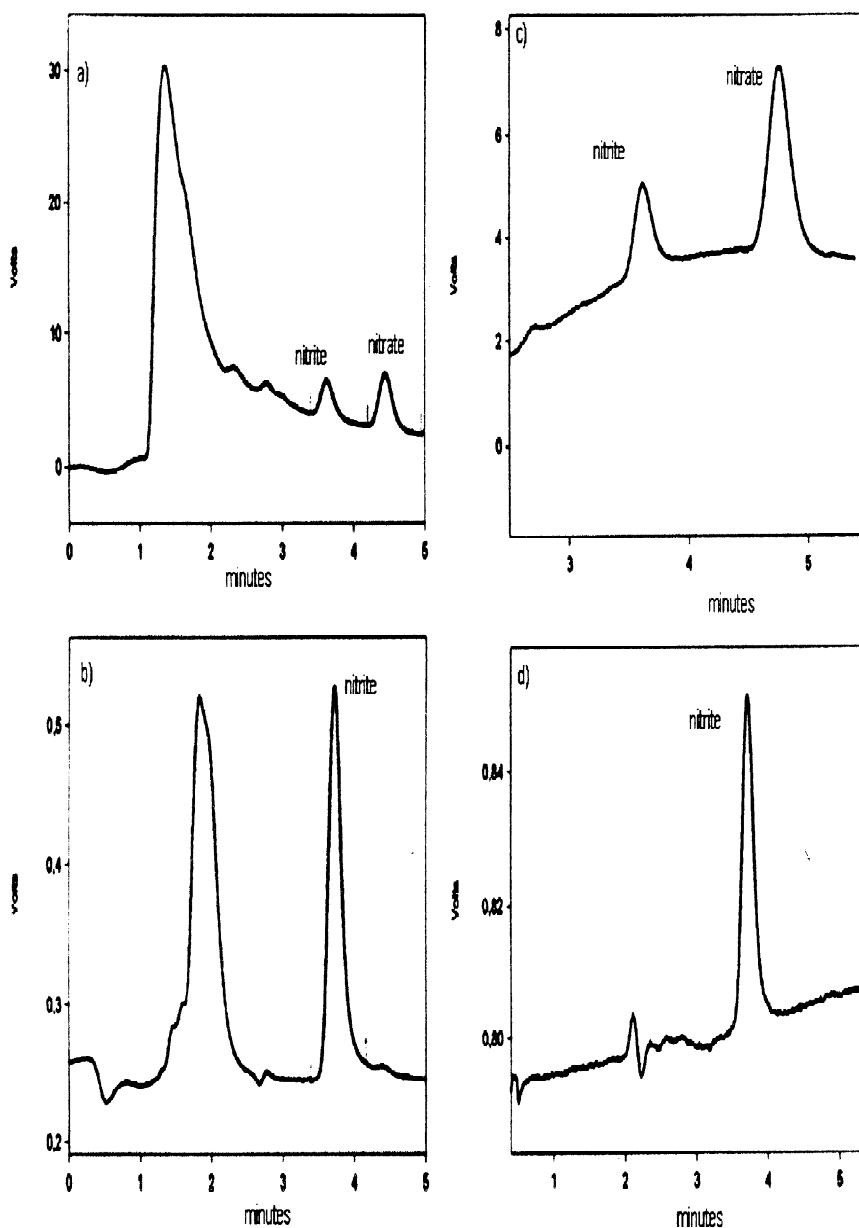 a)
30
20
10
0
Volts
nitrite
nitrate
0 1 2 3 4 5
minutes
c)
8
6
4
2
0
Volts
nitrite
nitrate
3 4 5
minutes
b)
0,5
0,4
0,3
0,2
Volts
nitrite
0 1 2 3 4 5
minutes
d)
0,84
0,82
0,80
Volts
nitrite
1 2 3 4 5
minutes